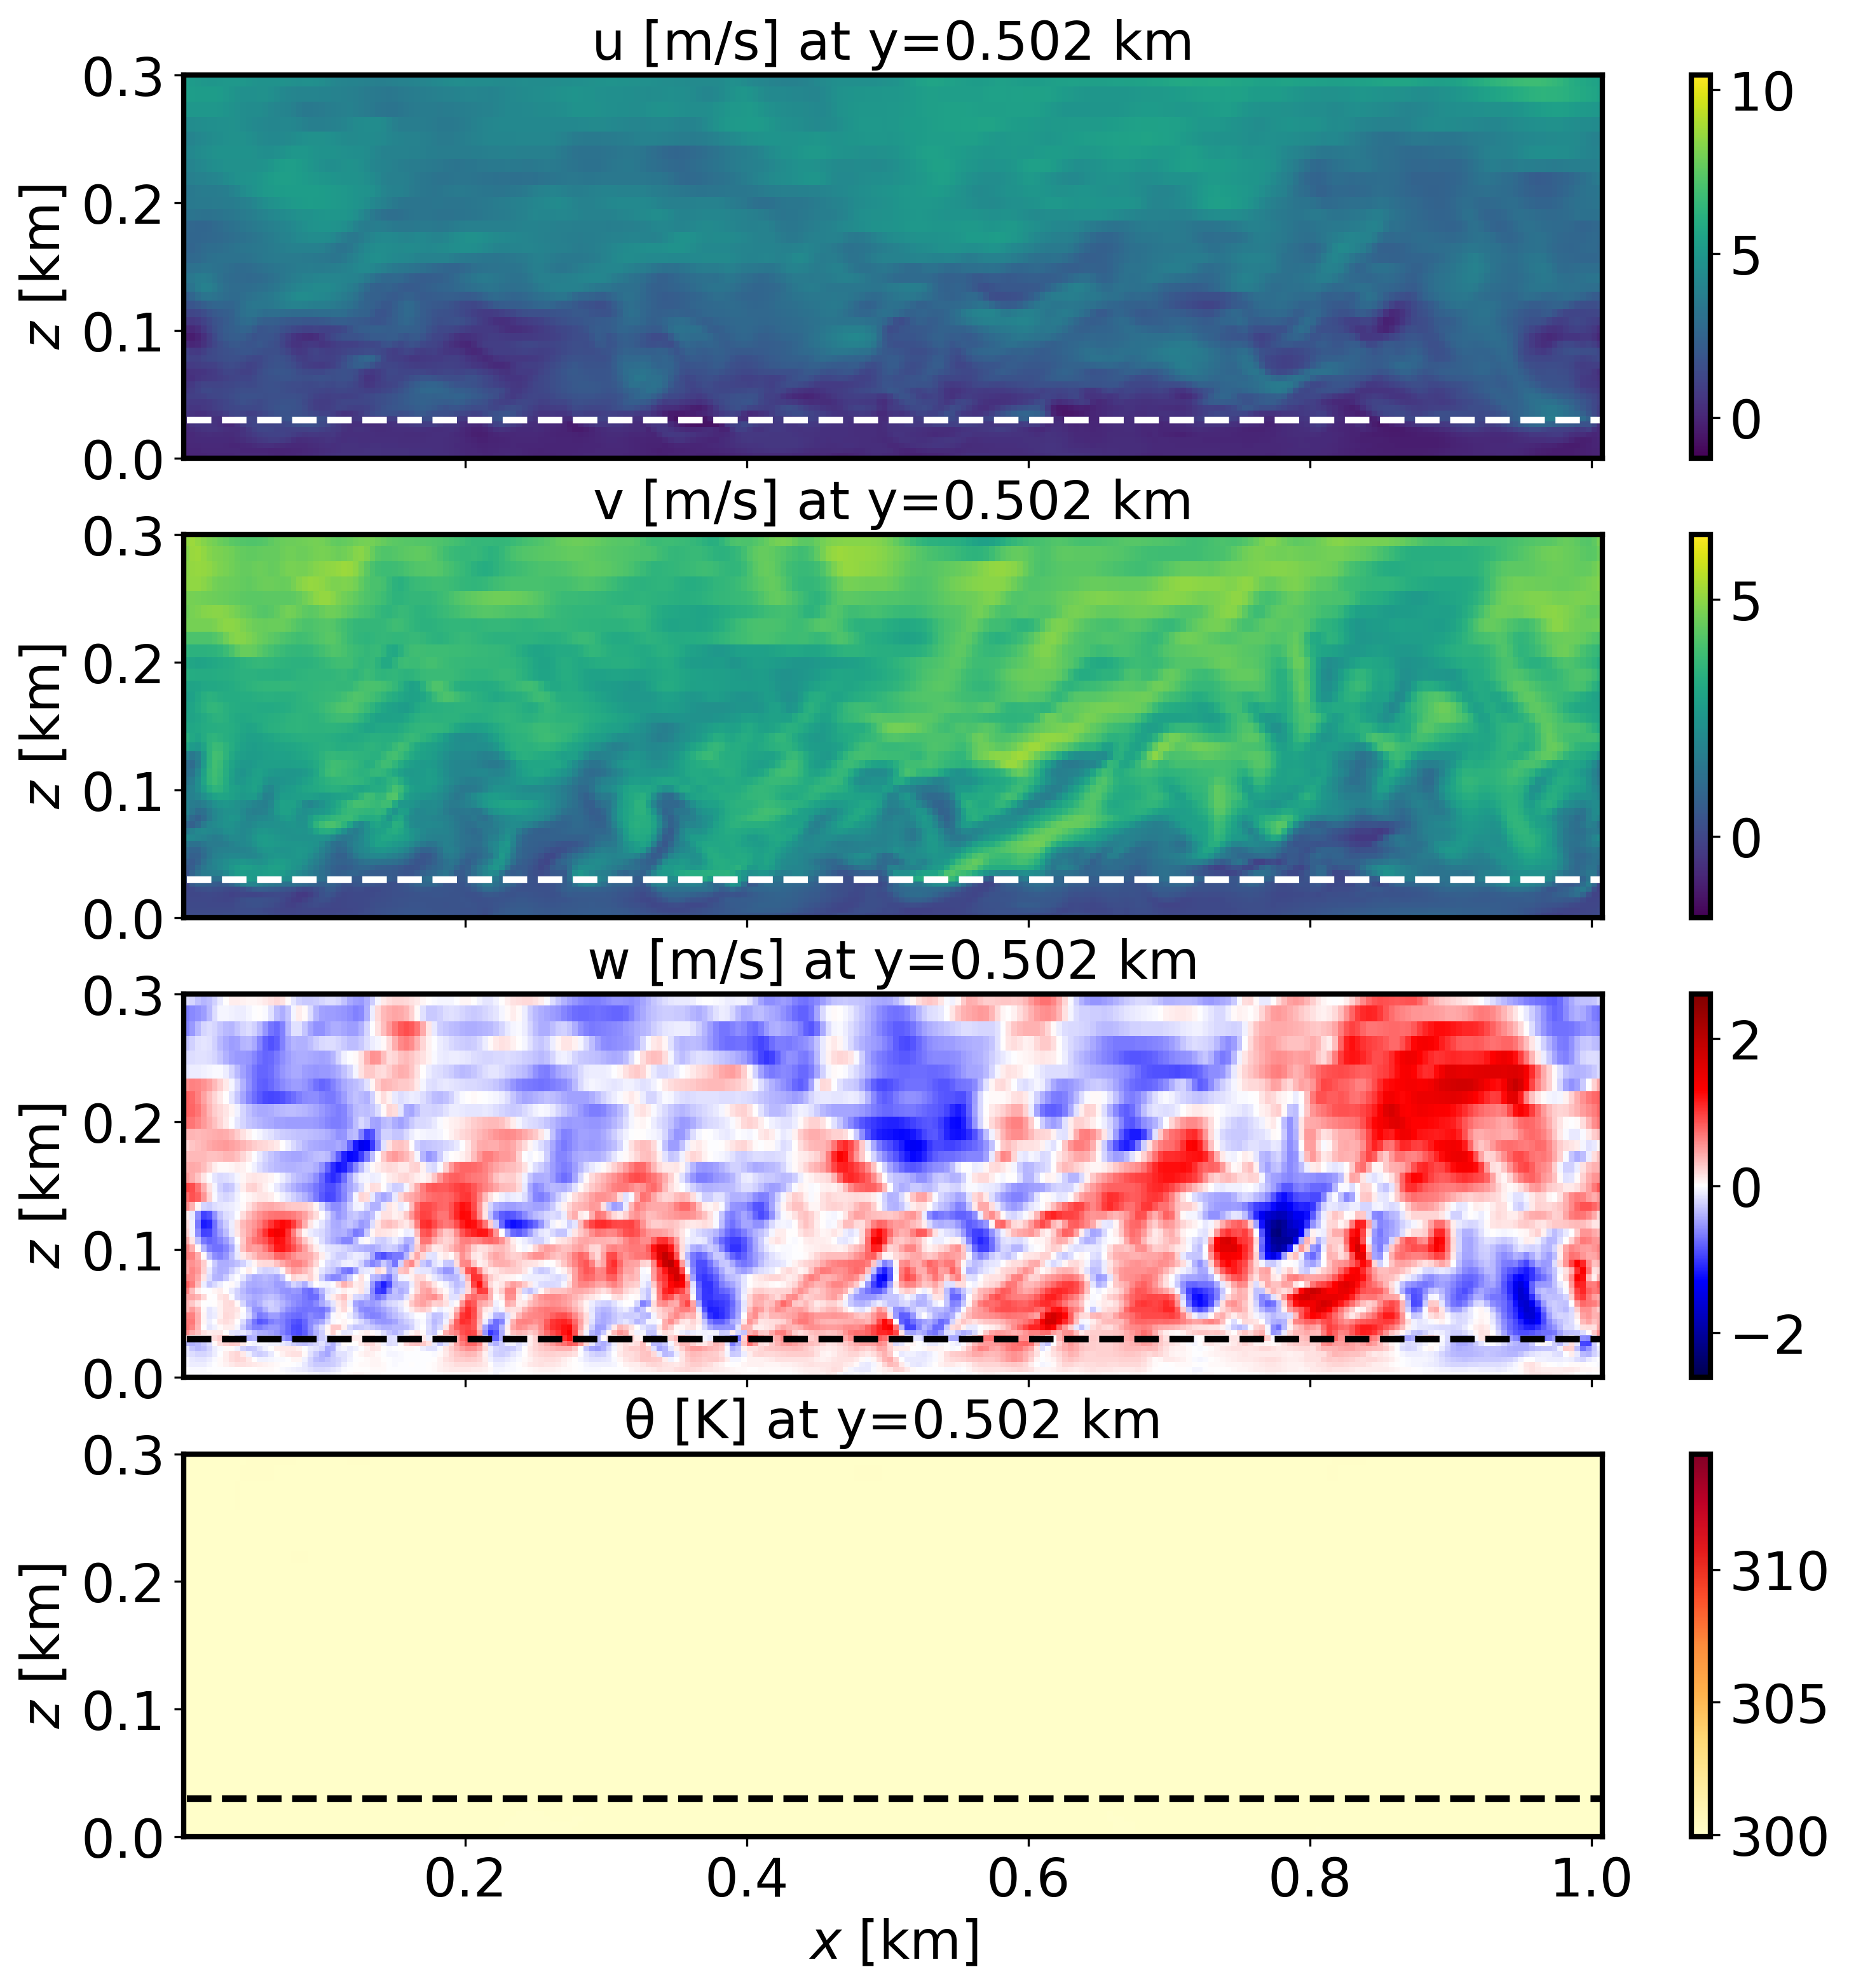 u [m/s] at y=0.502 km
0.3
0.2
0.1
0.0
z [km]
10
5
0
v [m/s] at y=0.502 km
0.3
0.2
0.1
0.0
z [km]
5
0
w [m/s] at y=0.502 km
0.3
0.2
0.1
0.0
z [km]
2
0
−2
θ [K] at y=0.502 km
0.3
0.2
0.1
0.0
z [km]
310
305
300
0.2 0.4 0.6 0.8 1.0
x [km]